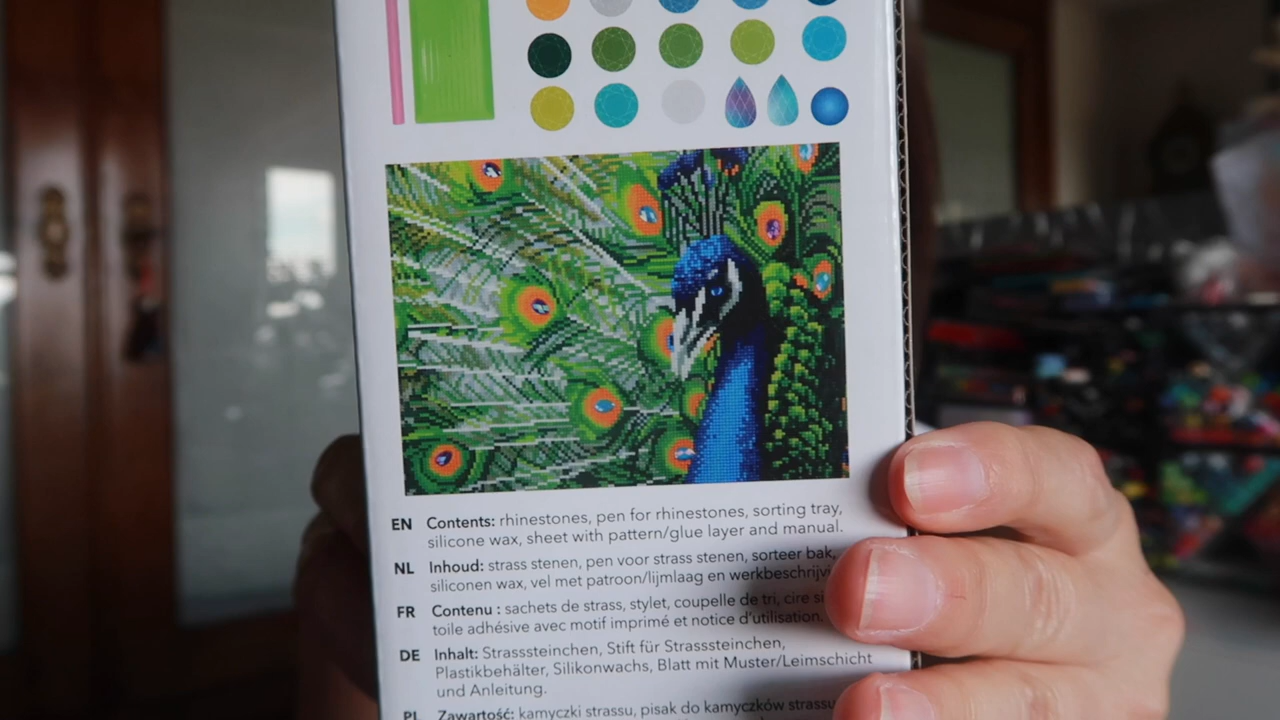 EN Contents: rhinestones, pen for rhinestones, sorting tray,
silicone wax, sheet with pattern/glue layer and manual.
NL Inhoud: strass stenen, pen voor strass stenen, sorteer bak,
siliconen wax, vel met patroon/lijmlaag en
FR Contenu : sachets de strass, stylet, coupelle de tri, cire
toile adhésive avec motif imprimé et notice d'utilisation.
DE Inhalt: Strasssteinchen, Stift für Strasssteinchen,
Plastikbehälter, Silikonwachs, Blatt mit Muster/Leimschicht
und Anleitung.
PL Zawartość: kamyczki strassu, pisak do kamyczków strassu